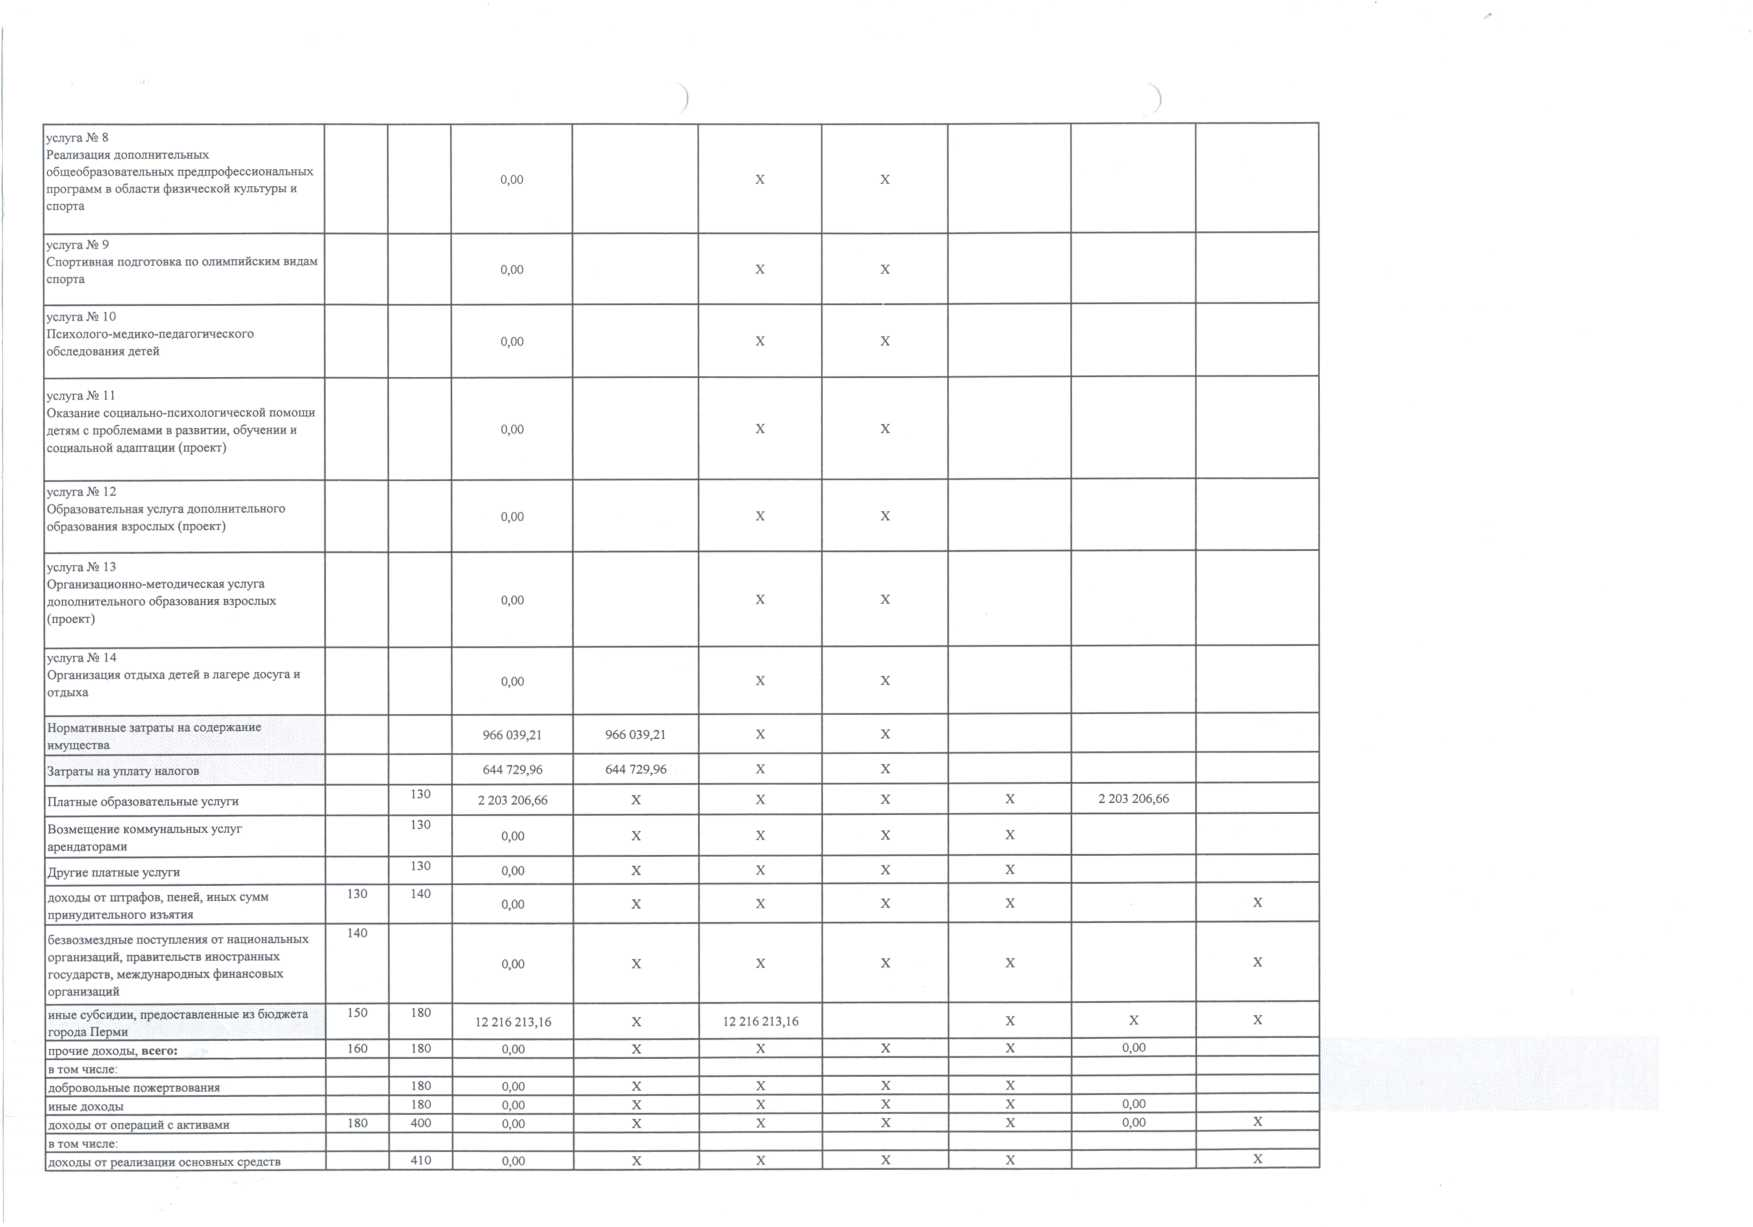 услуга № 8
Реализация дополнительных
общеобразовательных предпрофессиональных
программ в области физической культуры и
спорта
0,00 X X
услуга № 9
Спортивная подготовка по олимпийским видам
спорта
0,00 X X
услуга № 10
Психолого-медико-педагогического
обследования детей
0,00 X X
услуга № 11
Оказание социально-психологической помощи
детям с проблемами в развитии, обучении и
социальной адаптации (проект)
0,00 X X
услуга № 12
Образовательная услуга дополнительного
образования взрослых (проект)
0,00 X X
услуга № 13
Организационно-методическая услуга
дополнительного образования взрослых
(проект)
0,00 X X
услуга № 14
Организация отдыха детей в лагере досуга и
отдыха
0,00 X X
Нормативные затраты на содержание
имущества
966 039,21 966 039,21 X X
Затраты на уплату налогов 644 729,96 644 729,96 X X
Платные образовательные услуги 130 2 203 206,66 X X X X 2 203 206,66
Возмещение коммунальных услуг
арендаторами
130 0,00 X X X X
Другие платные услуги 130 0,00 X X X X
доходы от штрафов, пеней, иных сумм
принудительного изъятия
130 140 0,00 X X X X X
безвозмездные поступления от национальных
организаций, правительств иностранных
государств, международных финансовых
организаций
140 0,00 X X X X X
иные субсидии, предоставленные из бюджета
города Перми
150 180 12 216 213,16 X 12 216 213,16 X X X
прочие доходы, всего: 160 180 0,00 X X X X 0,00
в том числе:
добровольные пожертвования 180 0,00 X X X X
иные доходы 180 0,00 X X X X 0,00
доходы от операций с активами 180 400 0,00 X X X X 0,00 X
в том числе:
доходы от реализации основных средств 410 0,00 X X X X X